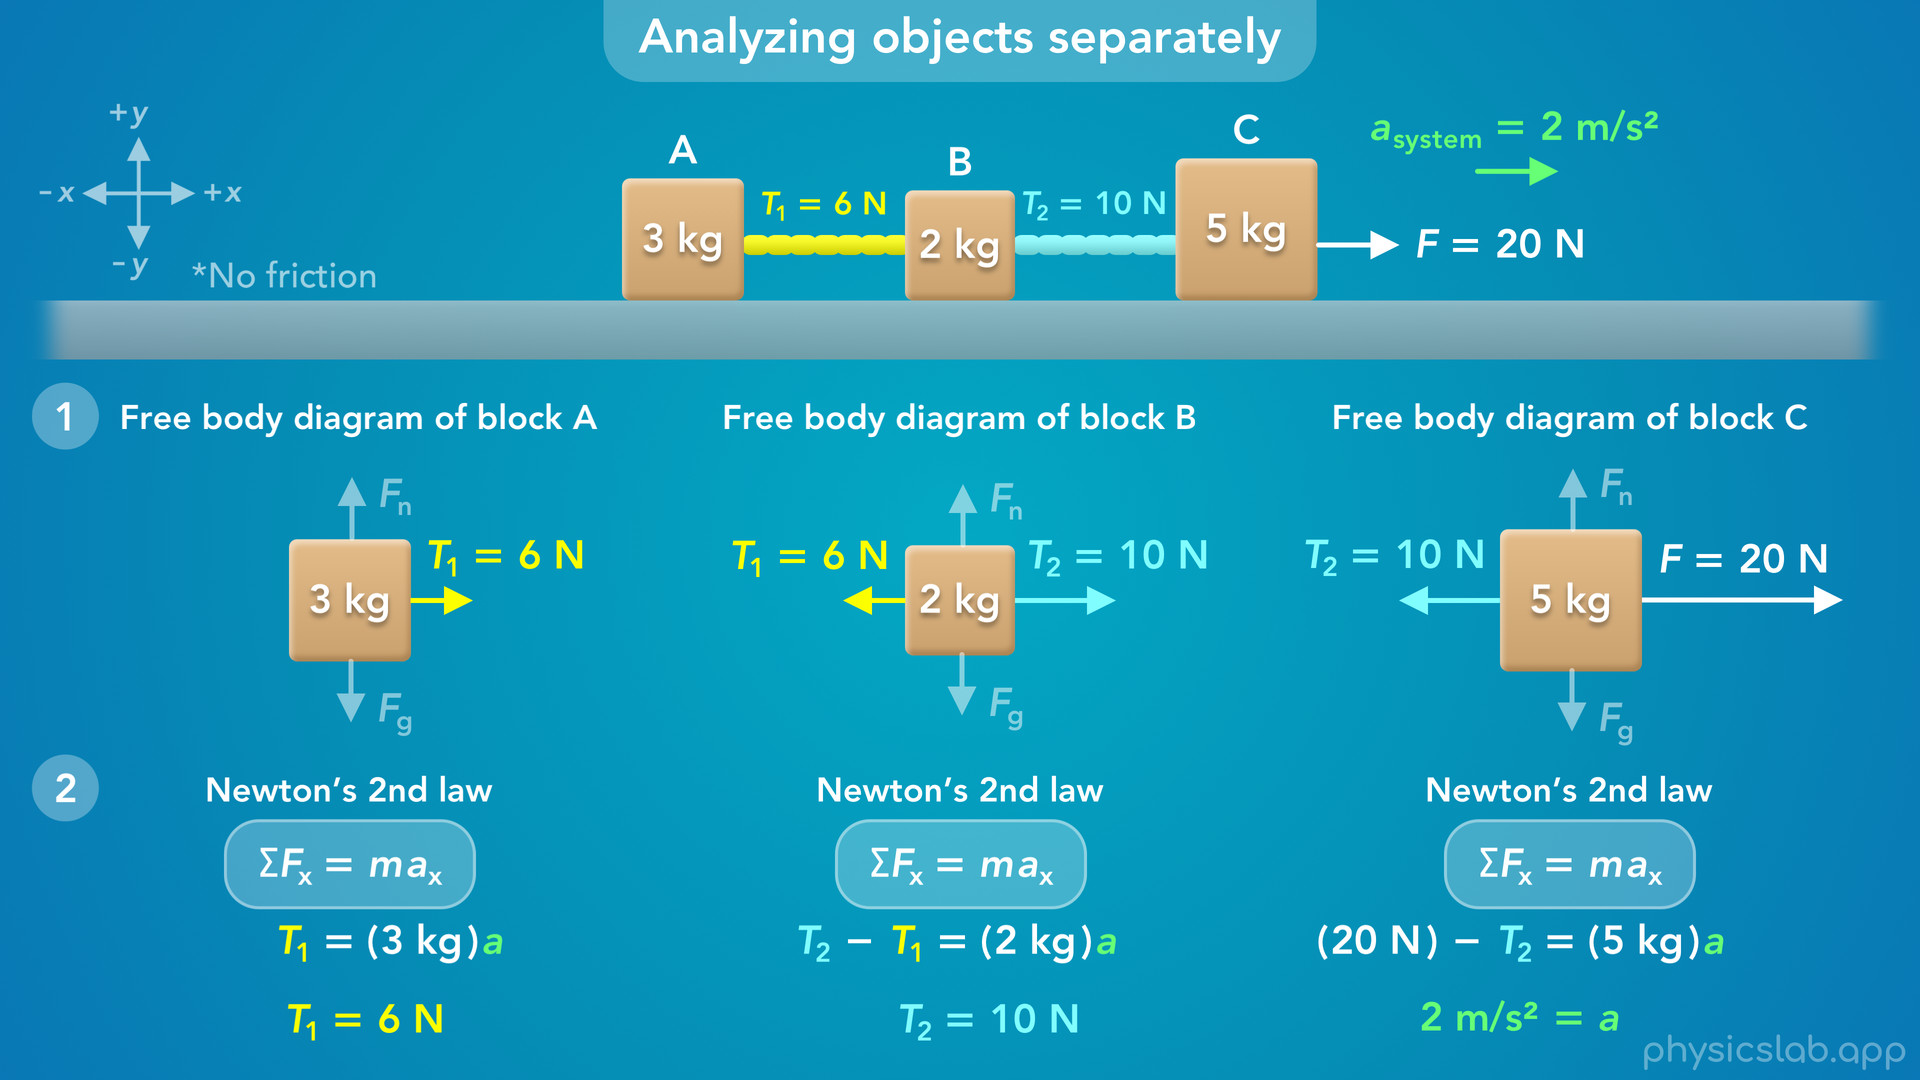 Analyzing objects separately
+y
-x
+x
-y
*No friction
A
B
C
3 kg
T₁ = 6 N
2 kg
T₂ = 10 N
5 kg
a_system = 2 m/s²
F = 20 N
1
Free body diagram of block A
Free body diagram of block B
Free body diagram of block C
Fₙ
T₁ = 6 N
3 kg
F_g
Fₙ
T₁ = 6 N
T₂ = 10 N
2 kg
F_g
Fₙ
T₂ = 10 N
F = 20 N
5 kg
F_g
2
Newton's 2nd law
ΣFₓ = maₓ
T₁ = (3 kg)a
T₁ = 6 N
Newton's 2nd law
ΣFₓ = maₓ
T₂ − T₁ = (2 kg)a
T₂ = 10 N
Newton's 2nd law
ΣFₓ = maₓ
(20 N) − T₂ = (5 kg)a
2 m/s² = a
physicslab.app